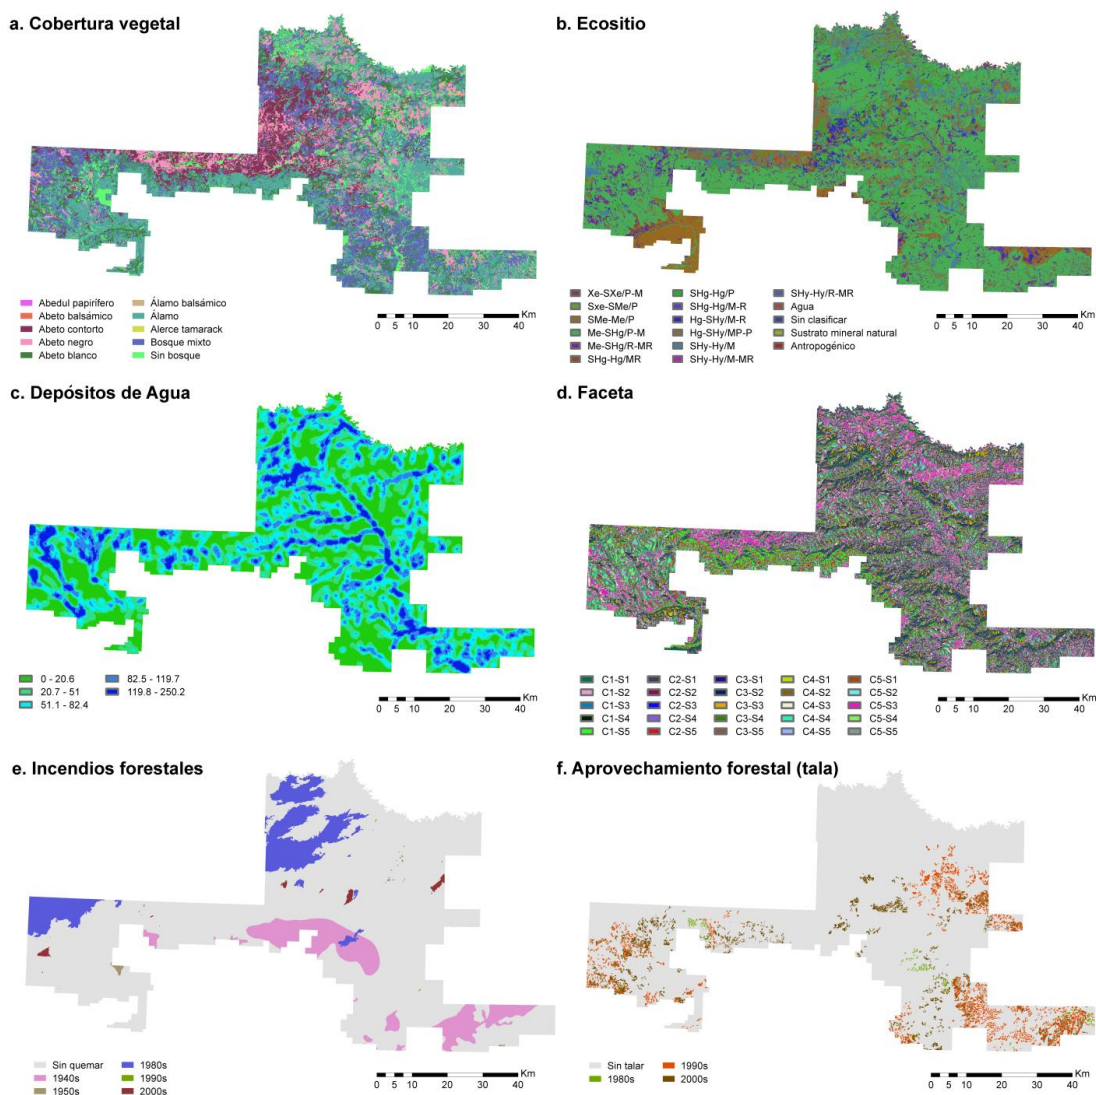 a. Cobertura vegetal
Abedul papirífero
Abeto balsámico
Abeto contorto
Abeto negro
Abeto blanco
Álamo balsámico
Álamo
Alerce tamarack
Bosque mixto
Sin bosque
Km
0 5 10 20 30 40
b. Ecositio
Xe-SXe/P-M
Sxe-SMe/P
SMe-Me/P
Me-SHg/P-M
Me-SHg/R-MR
SHg-Hg/MR
SHg-Hg/P
SHg-Hg/M-R
Hg-SHy/M-R
Hg-SHy/MP-P
SHy-Hy/M
SHy-Hy/M-MR
SHy-Hy/R-MR
Agua
Sin clasificar
Sustrato mineral natural
Antropogénico
Km
0 5 10 20 30 40
c. Depósitos de Agua
0 - 20.6
20.7 - 51
51.1 - 82.4
82.5 - 119.7
119.8 - 250.2
Km
0 5 10 20 30 40
d. Faceta
C1-S1
C1-S2
C1-S3
C1-S4
C1-S5
C2-S1
C2-S2
C2-S3
C2-S4
C2-S5
C3-S1
C3-S2
C3-S3
C3-S4
C3-S5
C4-S1
C4-S2
C4-S3
C4-S4
C4-S5
C5-S1
C5-S2
C5-S3
C5-S4
C5-S5
Km
0 5 10 20 30 40
e. Incendios forestales
Sin quemar
1940s
1950s
1980s
1990s
2000s
Km
0 5 10 20 30 40
f. Aprovechamiento forestal (tala)
Sin talar
1980s
1990s
2000s
Km
0 5 10 20 30 40